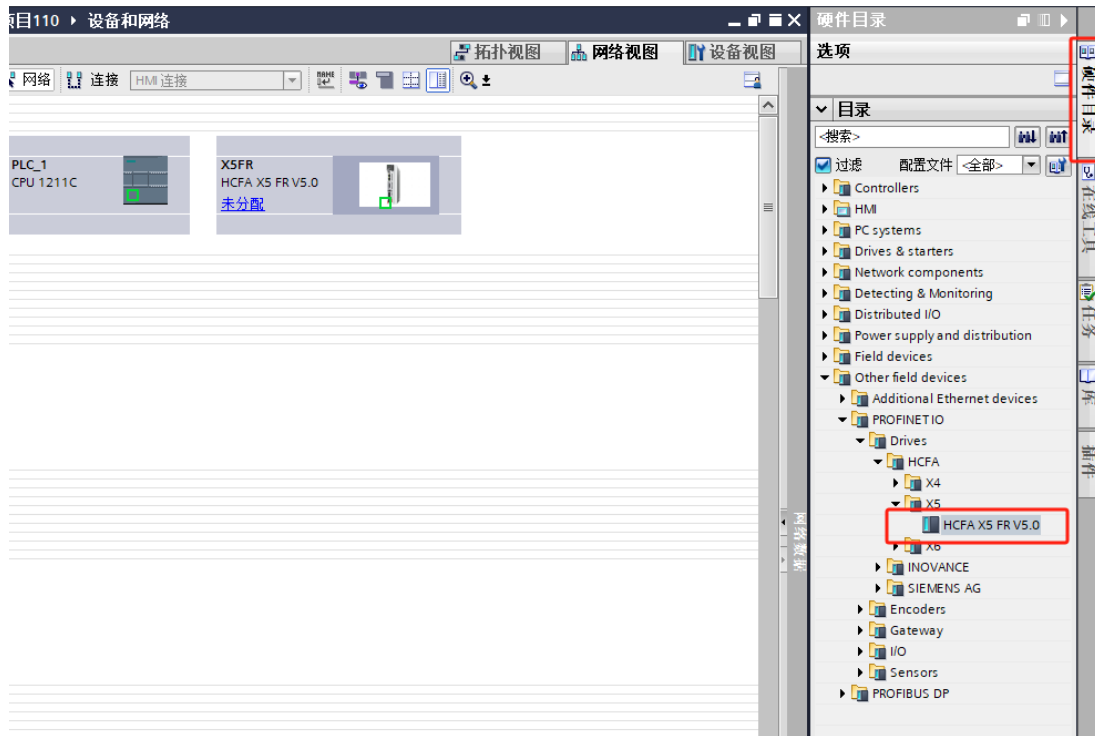 项目110 ▸ 设备和网络
拓扑视图
网络视图
设备视图
网络
连接
HMI 连接
PLC_1
CPU 1211C
X5FR
HCFA X5 FR V5.0
未分配
网络数据
硬件目录
选项
目录
<搜索>
过滤
配置文件
<全部>
Controllers
HMI
PC systems
Drives & starters
Network components
Detecting & Monitoring
Distributed I/O
Power supply and distribution
Field devices
Other field devices
Additional Ethernet devices
PROFINET IO
Drives
HCFA
X4
X5
HCFA X5 FR V5.0
X6
INOVANCE
SIEMENS AG
Encoders
Gateway
I/O
Sensors
PROFIBUS DP
硬件目录
在线工具
任务
库
插件